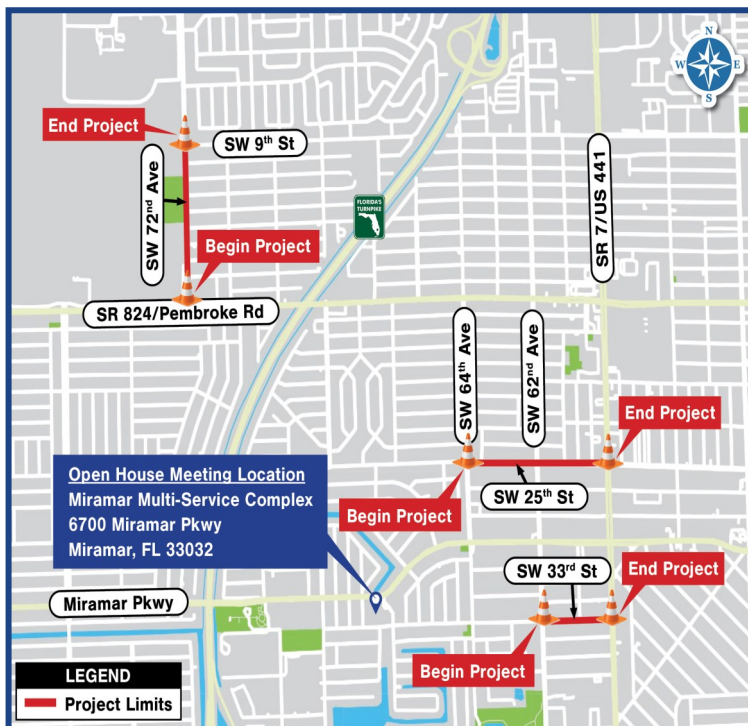 N
W E
S
End Project
SW 9th St
SW 72nd Ave
Begin Project
SR 824/Pembroke Rd
FLORIDA'S
TURNPIKE
SR 7/US 441
SW 64th Ave
SW 62nd Ave
End Project
SW 25th St
Begin Project
Open House Meeting Location
Miramar Multi-Service Complex
6700 Miramar Pkwy
Miramar, FL 33032
Miramar Pkwy
SW 33rd St
End Project
Begin Project
LEGEND
Project Limits